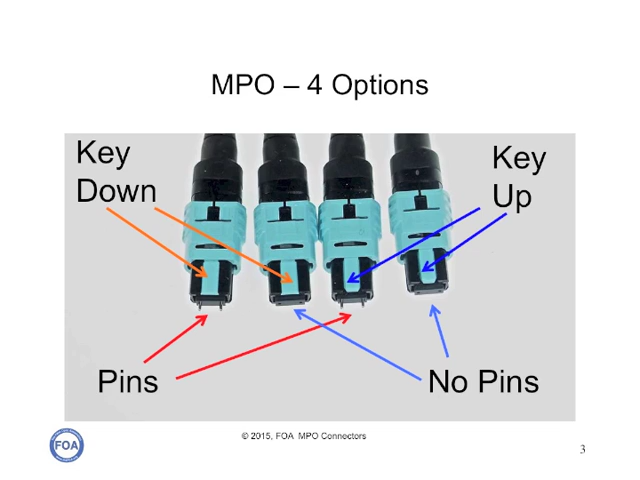 MPO – 4 Options
Key
Down
Key
Up
Pins
No Pins
© 2015, FOA MPO Connectors
FOA
3